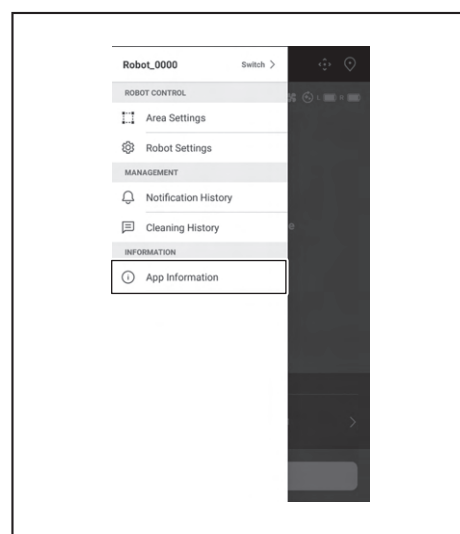 Robot_0000 Switch >
ROBOT CONTROL
Area Settings
Robot Settings
MANAGEMENT
Notification History
Cleaning History
INFORMATION
App Information